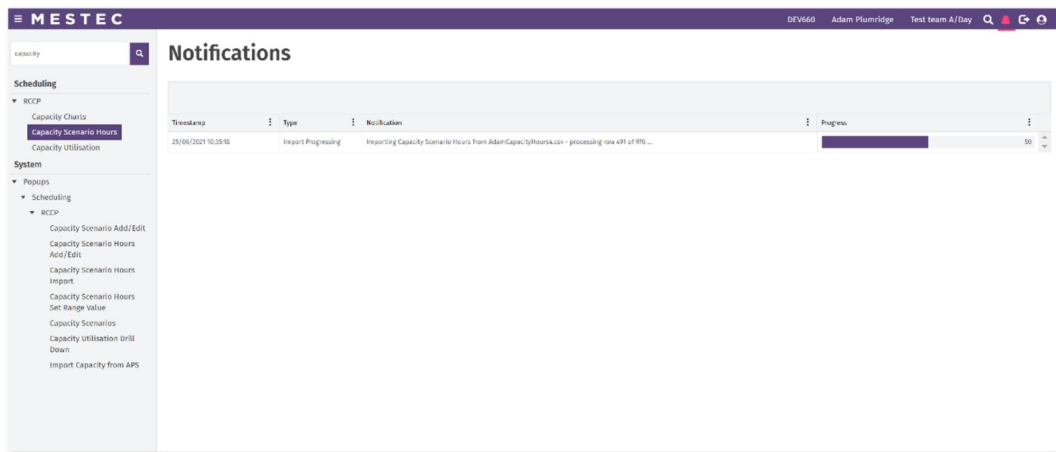 MESTEC
DEV660 Adam Plumridge Test team A/Day
capacity
Notifications
Scheduling
RCCP
Capacity Charts
Capacity Scenario Hours
Capacity Utilisation
System
Popups
Scheduling
RCCP
Capacity Scenario Add/Edit
Capacity Scenario Hours
Add/Edit
Capacity Scenario Hours
Import
Capacity Scenario Hours
Set Range Value
Capacity Scenarios
Capacity Utilisation Drill
Down
Import Capacity from APS
Timestamp Type Notification Progress
25/06/2021 Import Progressing Importing Capacity Scenario Hours from AdamCapacityHours4.csv - processing row 491 of 976 ... 50